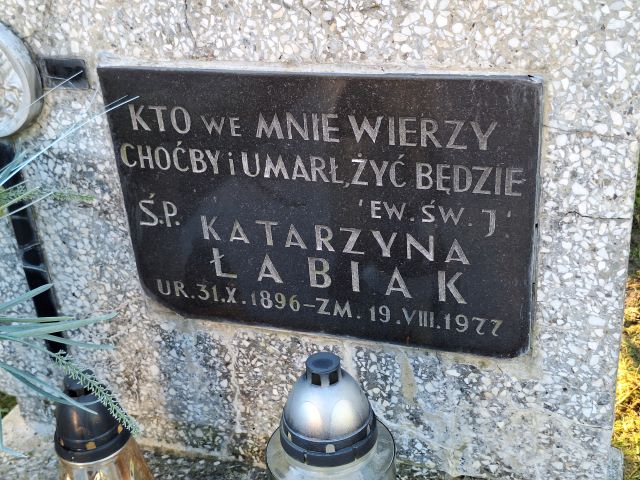 KTO WE MNIE WIERZY
CHOĆBY i UMARŁ, ŻYĆ BĘDZIE
'EW. ŚW. J'
Ś.P. KATARZYNA
ŁABIAK
UR. 31.X. 1896 – ZM. 19.VIII.1977